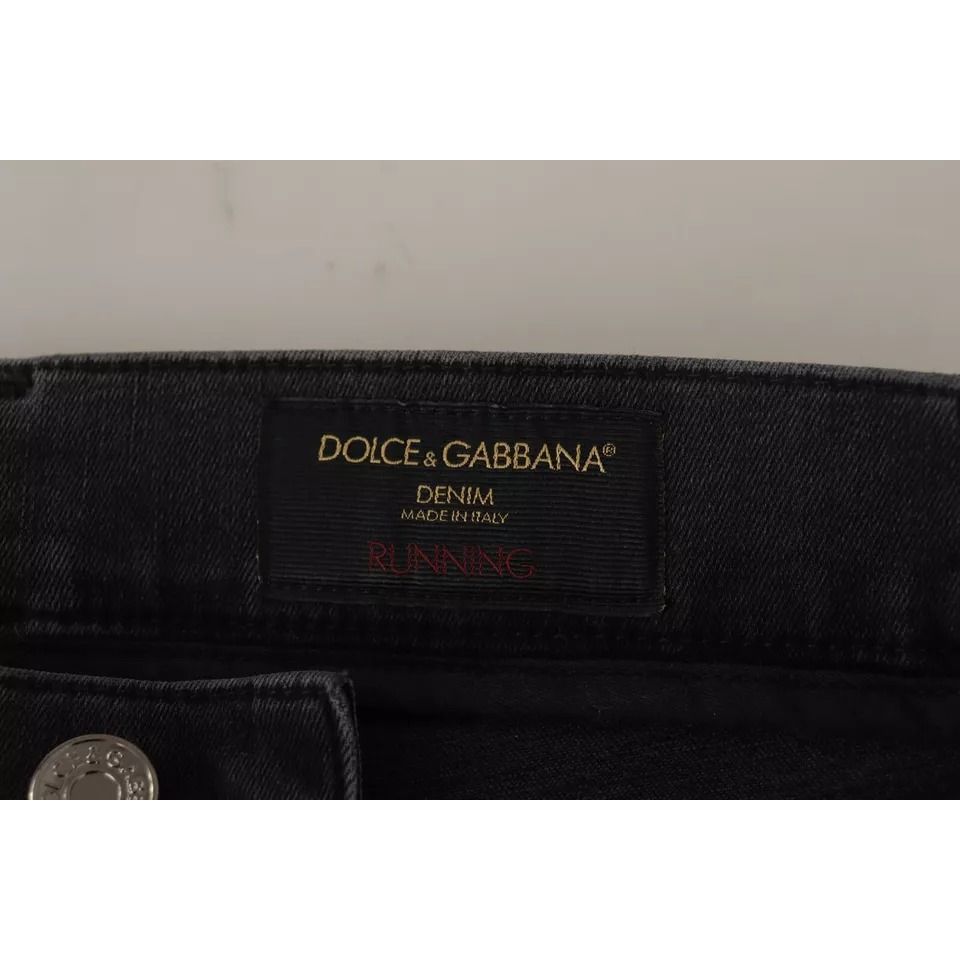 DOLCE & GABBANA®
DENIM
MADE IN ITALY
RUNNING